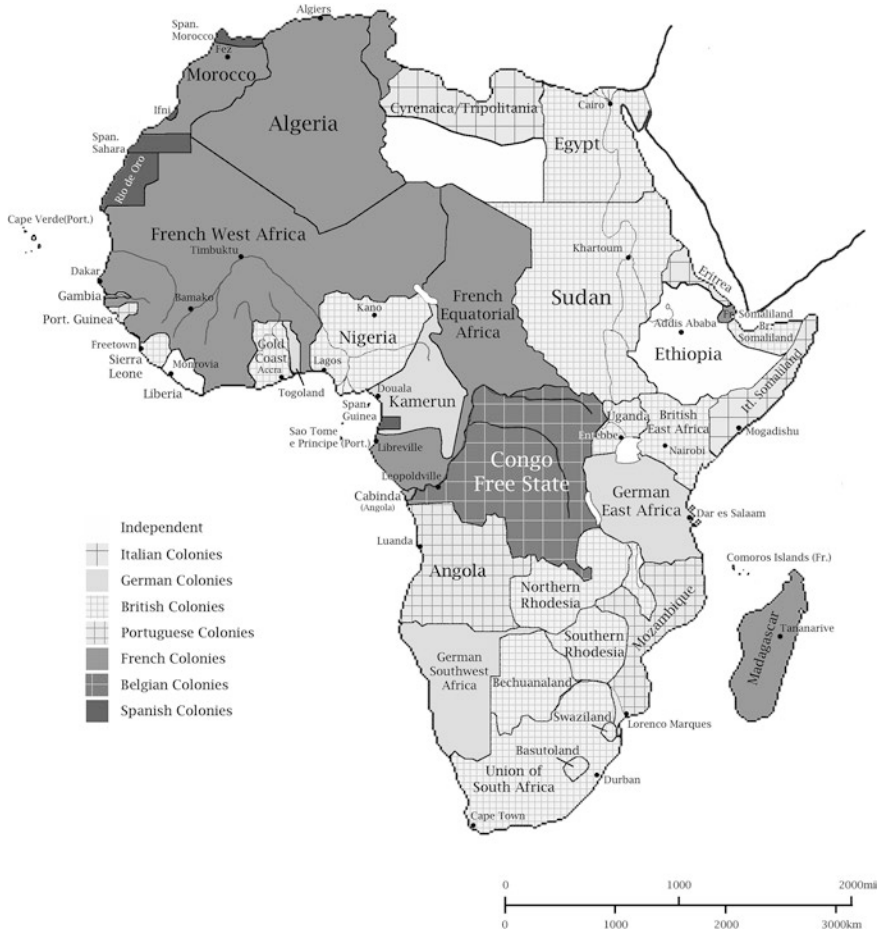 Algiers
Span.
Morocco
Fez
Morocco
Ifni
Algeria
Cyrenaica/Tripolitania
Cairo
Egypt
Span.
Sahara
Rio de Oro
Cape Verde(Port.)
French West Africa
Timbuktu
Khartoum
Eritrea
Dakar
Gambia
Bamako
Port. Guinea
Kano
French
Equatorial
Africa
Sudan
Fr. Somaliland
Br.
Somaliland
Addis Ababa
Ethiopia
Nigeria
Freetown
Sierra
Leone
Monrovia
Liberia
Gold
Coast
Accra
Togoland
Lagos
Douala
Kamerun
Span.
Guinea
Itl. Somaliland
Uganda
British
East Africa
Entebbe
Nairobi
Mogadishu
Sao Tome
e Principe (Port.)
Libreville
Congo
Free State
Leopoldville
Cabinda
(Angola)
German
East Africa
Dar es Salaam
Luanda
Angola
Comoros Islands (Fr.)
Northern
Rhodesia
Mozambique
Southern
Rhodesia
Madagascar
Tananarive
German
Southwest
Africa
Bechuanaland
Swaziland
Lorenco Marques
Basutoland
Union of
South Africa
Durban
Cape Town
Independent
Italian Colonies
German Colonies
British Colonies
Portuguese Colonies
French Colonies
Belgian Colonies
Spanish Colonies
0 1000 2000mi
0 1000 2000 3000km